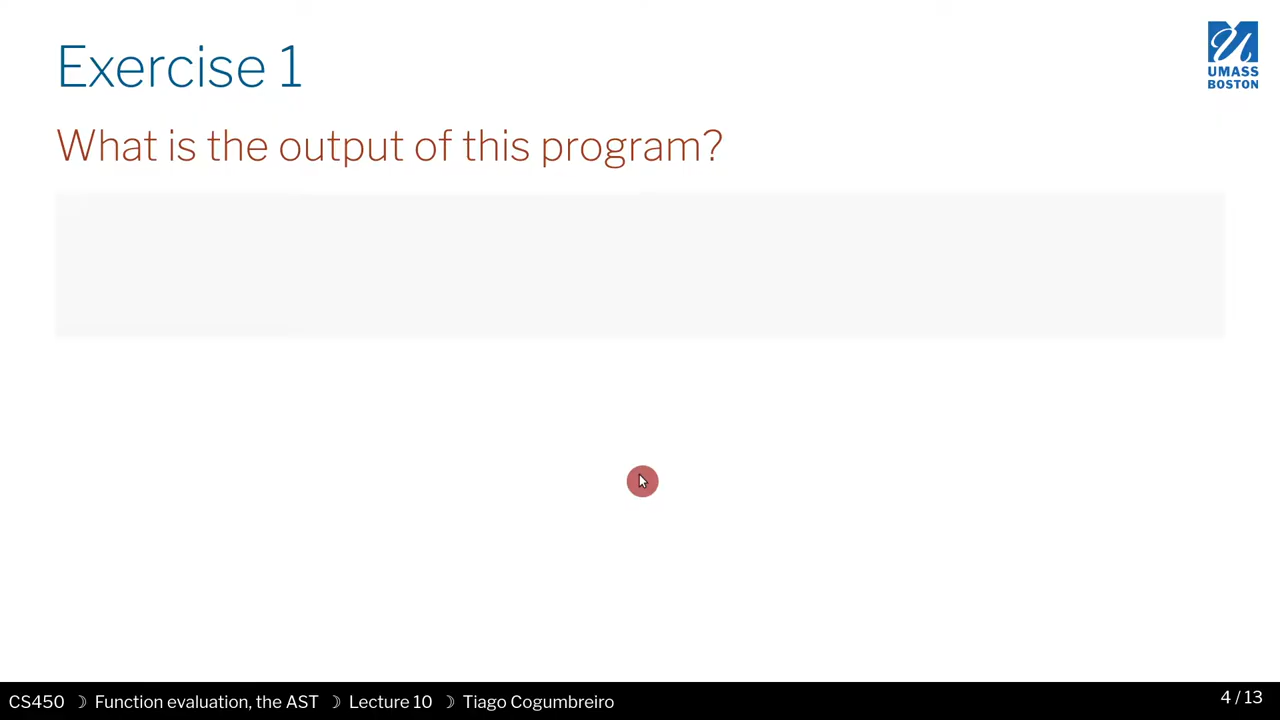 Exercise 1
UMASS
BOSTON
What is the output of this program?
CS450 ☽ Function evaluation, the AST ☽ Lecture 10 ☽ Tiago Cogumbreiro
4 / 13